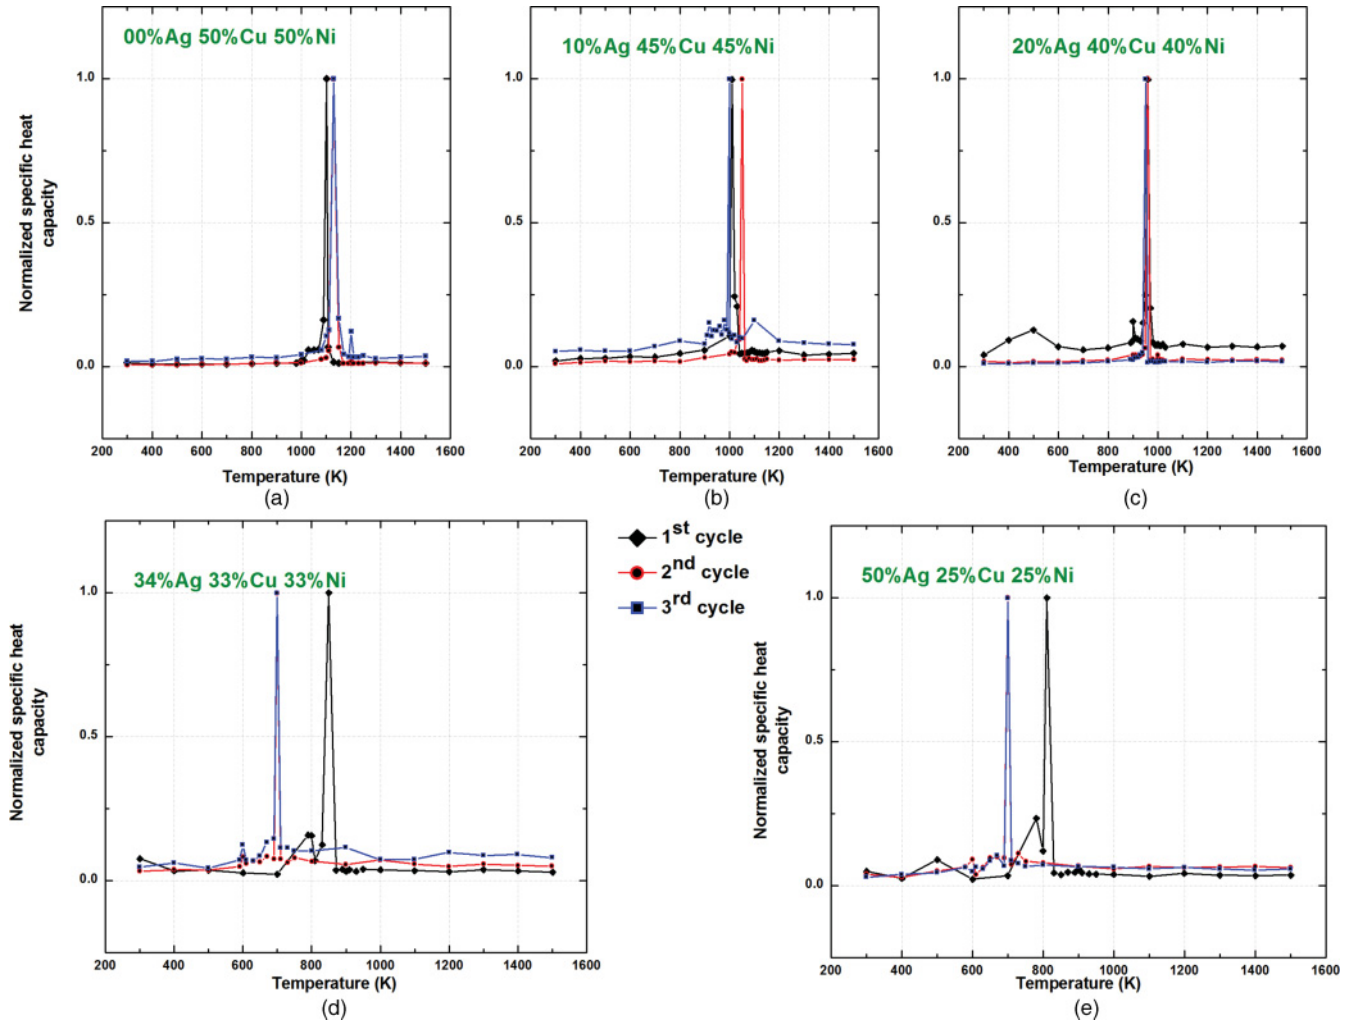 00%Ag 50%Cu 50%Ni
1.0
0.5
0.0
200 400 600 800 1000 1200 1400 1600
Normalized specific heat
capacity
Temperature (K)
(a)
10%Ag 45%Cu 45%Ni
1.0
0.5
0.0
200 400 600 800 1000 1200 1400 1600
Temperature (K)
(b)
20%Ag 40%Cu 40%Ni
1.0
0.5
0.0
200 400 600 800 1000 1200 1400 1600
Temperature (K)
(c)
34%Ag 33%Cu 33%Ni
1.0
0.5
0.0
200 400 600 800 1000 1200 1400 1600
Normalized specific heat
capacity
Temperature (K)
(d)
1st cycle
2nd cycle
3rd cycle
50%Ag 25%Cu 25%Ni
1.0
0.5
0.0
200 400 600 800 1000 1200 1400 1600
Normalized specific heat
capacity
Temperature (K)
(e)